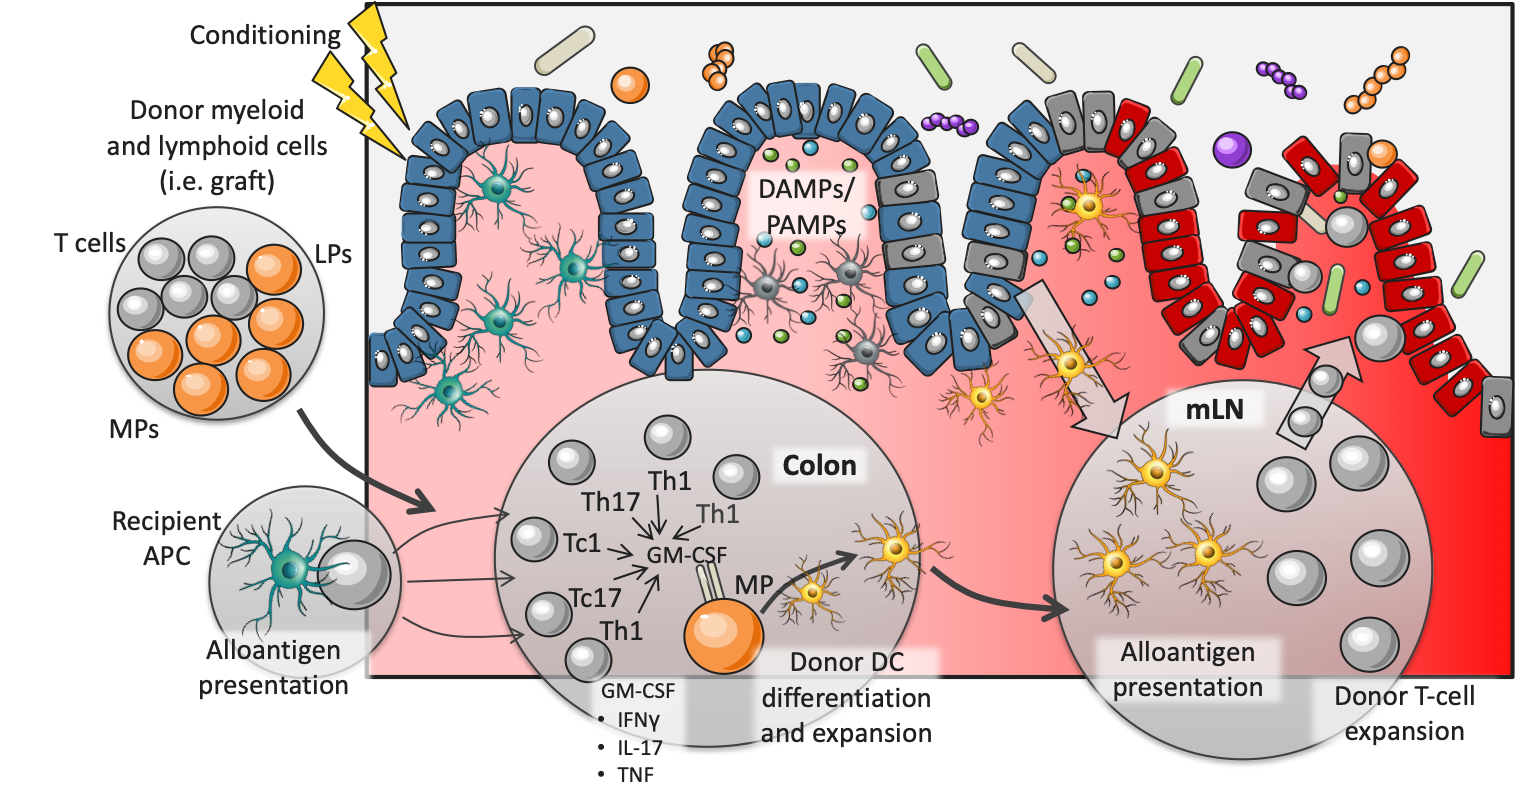 Conditioning
Donor myeloid
and lymphoid cells
(i.e. graft)
T cells
LPs
MPs
DAMPs/
PAMPs
Recipient
APC
Alloantigen
presentation
Colon
Th1
Th17
Th1
Tc1
GM-CSF
Tc17
MP
Th1
GM-CSF
• IFNγ
• IL-17
• TNF
Donor DC
differentiation
and expansion
mLN
Alloantigen
presentation
Donor T-cell
expansion